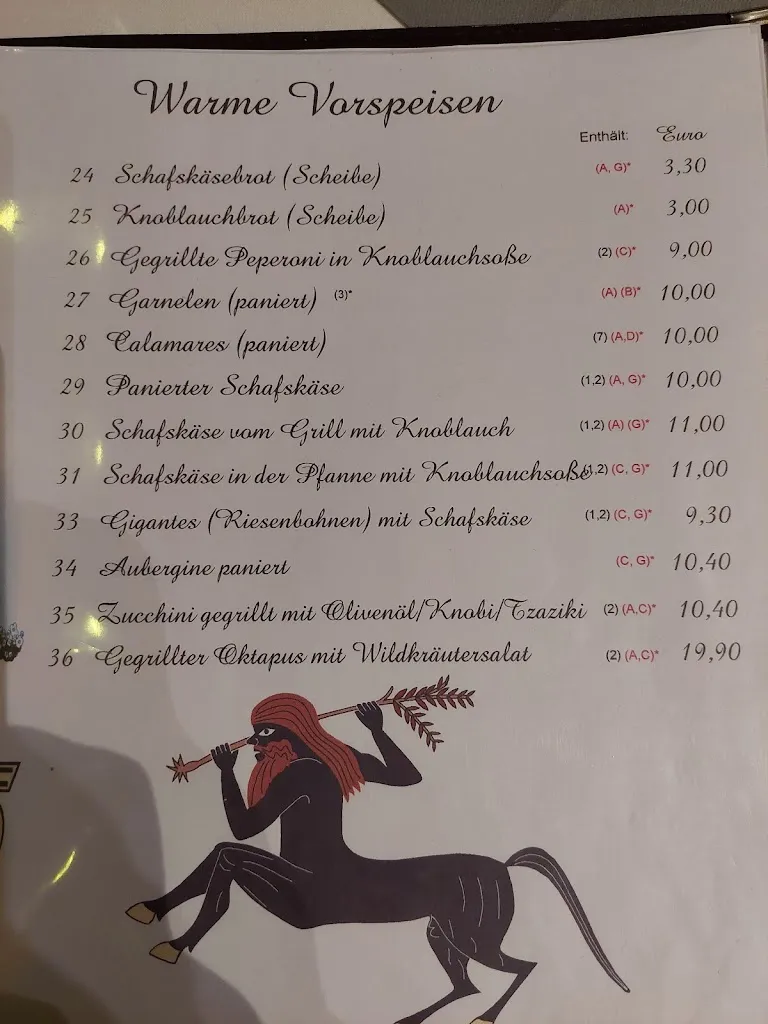 Warme Vorspeisen
Enthält: Euro
24 Schafskäsebrot (Scheibe) (A, G)* 3,30
25 Knoblauchbrot (Scheibe) (A)* 3,00
26 Gegrillte Peperoni in Knoblauchsoße (2) (C)* 9,00
27 Garnelen (paniert) (3)* (A) (B)* 10,00
28 Calamares (paniert) (7) (A,D)* 10,00
29 Panierter Schafskäse (1,2) (A, G)* 10,00
30 Schafskäse vom Grill mit Knoblauch (1,2) (A) (G)* 11,00
31 Schafskäse in der Pfanne mit Knoblauchsoße (1,2) (C, G)* 11,00
33 Gigantes (Riesenbohnen) mit Schafskäse (1,2) (C, G)* 9,30
34 Aubergine paniert (C, G)* 10,40
35 Zucchini gegrillt mit Olivenöl/Knobi/Tzaziki (2) (A,C)* 10,40
36 Gegrillter Oktapus mit Wildkräutersalat (2) (A,C)* 19,90